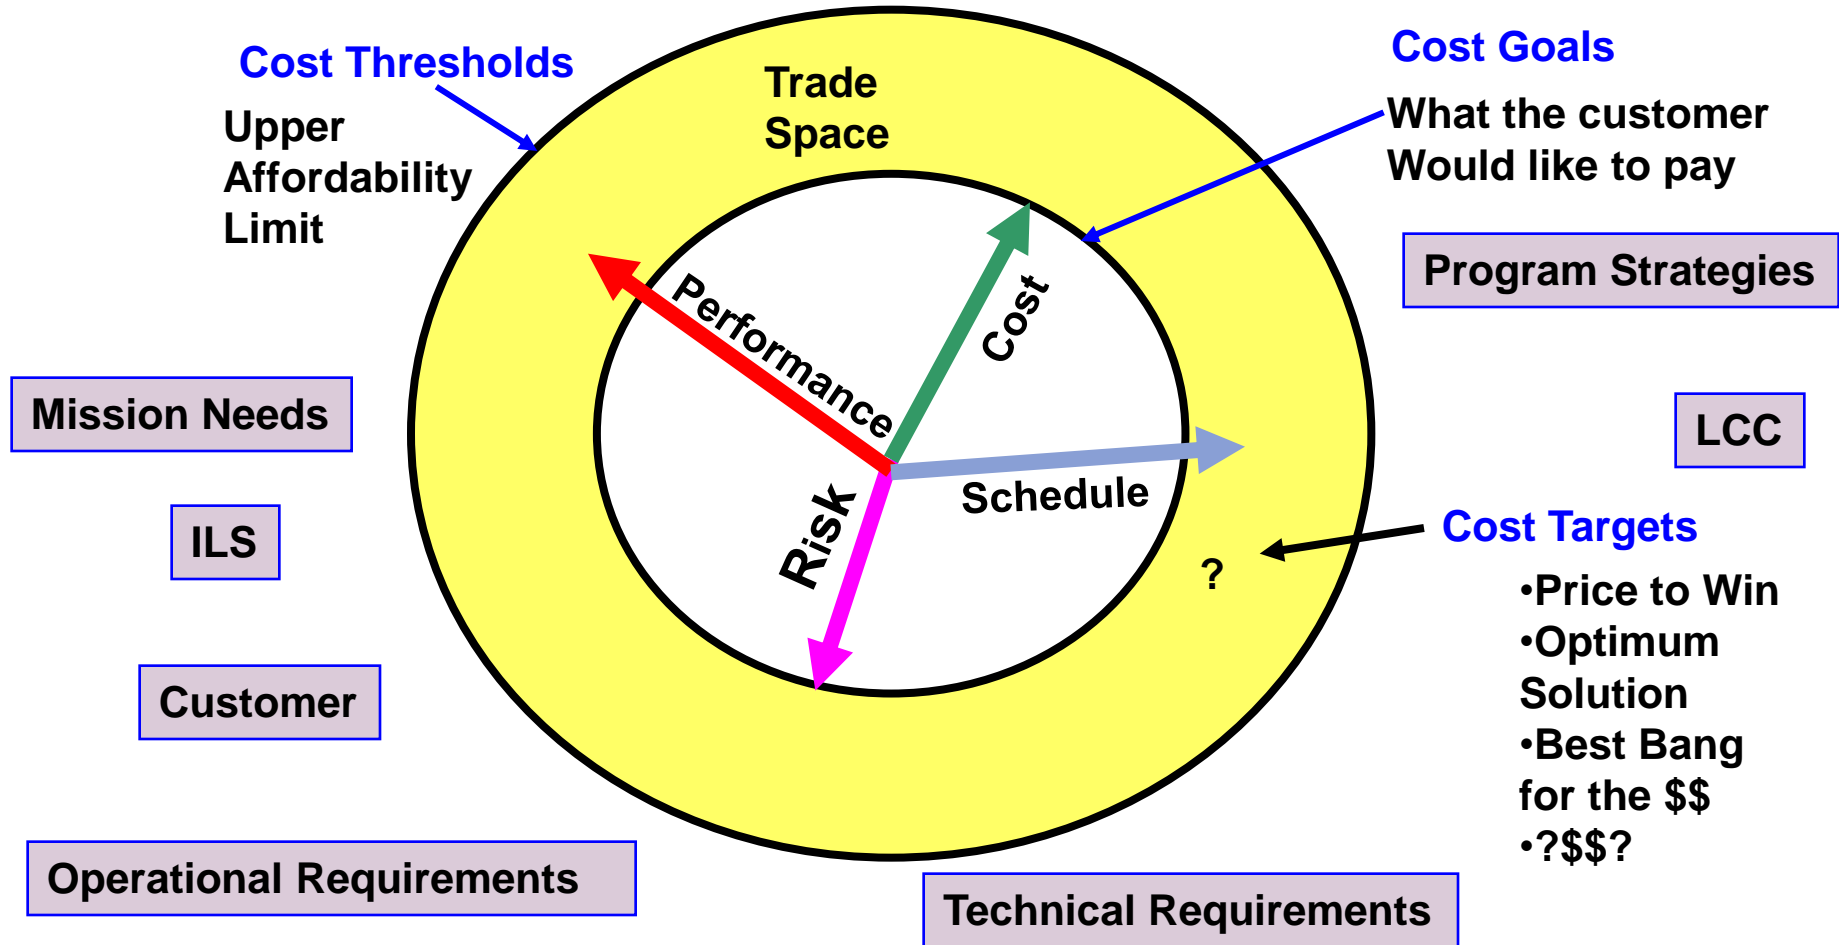 Cost Thresholds
Upper
Affordability
Limit
Trade
Space
Cost Goals
What the customer
Would like to pay
Program Strategies
Performance
Cost
Mission Needs
LCC
Schedule
Risk
ILS
Cost Targets
?
•Price to Win
•Optimum
Solution
•Best Bang
for the $$
•?$$?
Customer
Operational Requirements
Technical Requirements